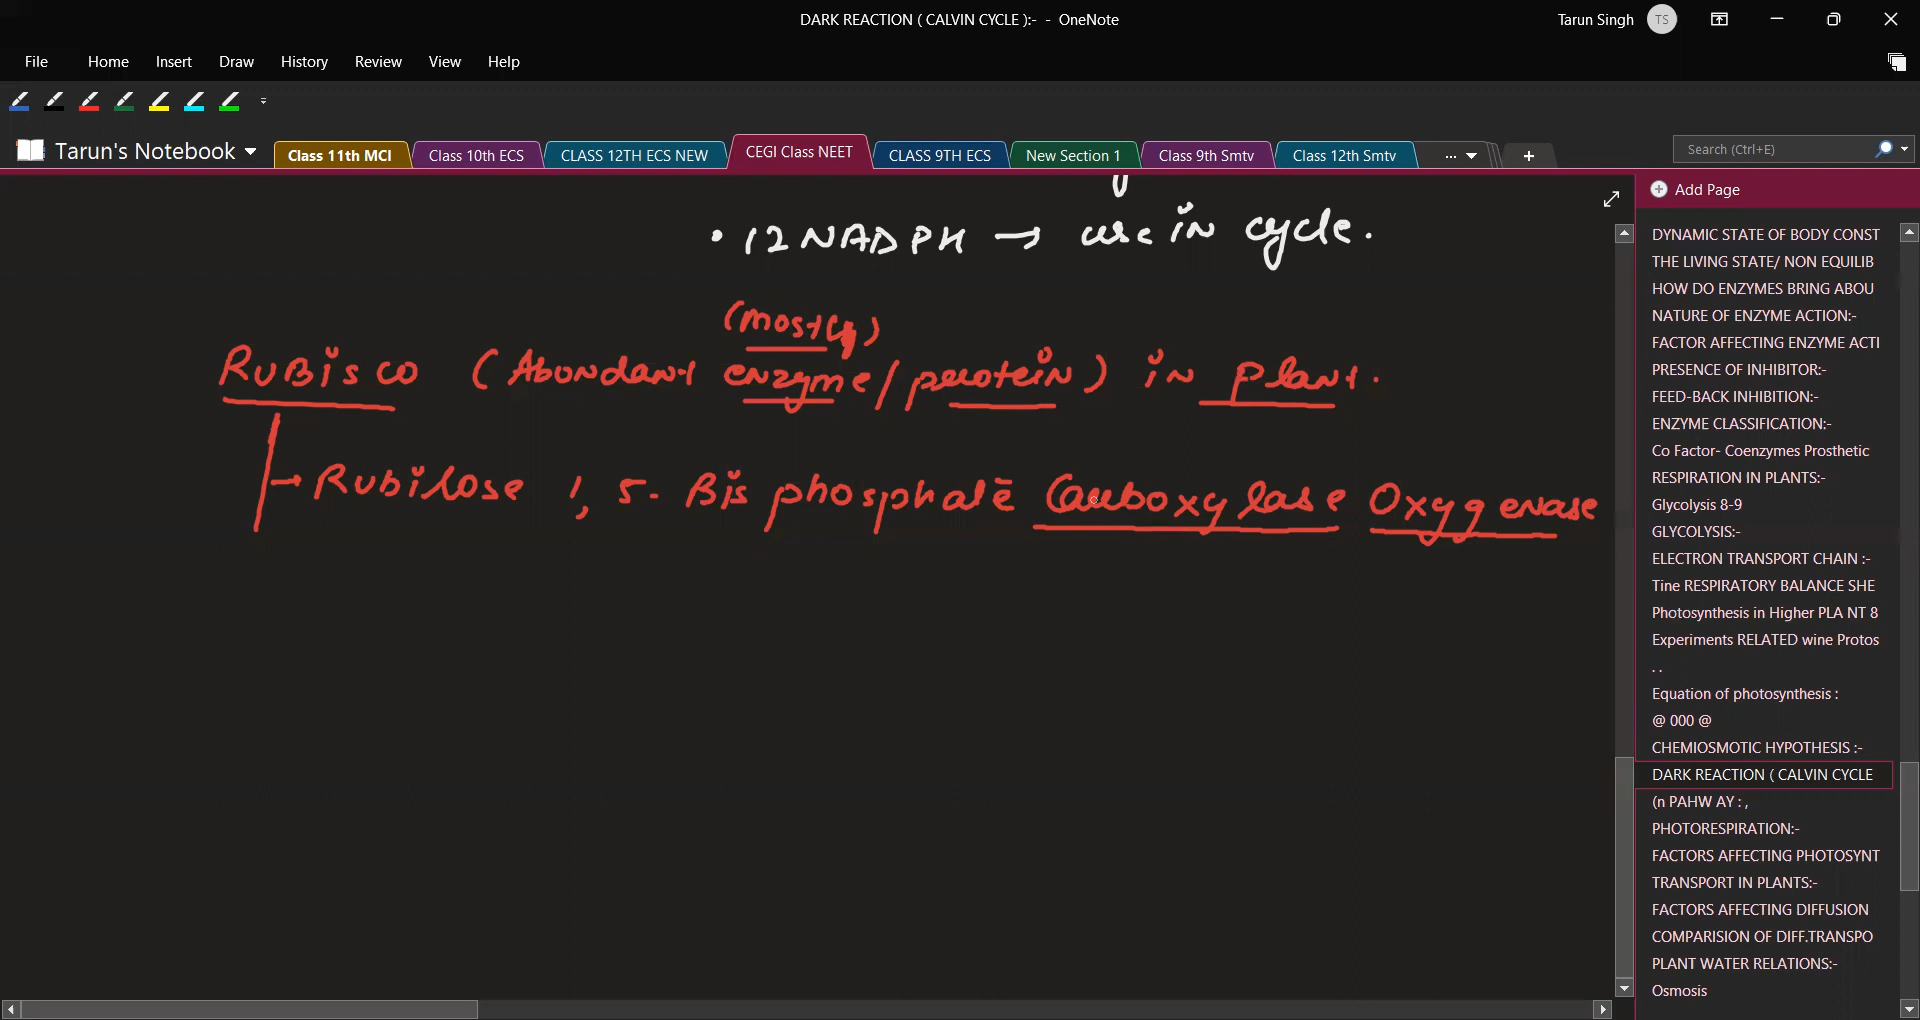 DARK REACTION ( CALVIN CYCLE ):- - OneNote
Tarun Singh TS
File Home Insert Draw History Review View Help
Tarun's Notebook Class 11th MCI Class 10th ECS CLASS 12TH ECS NEW CEGI Class NEET CLASS 9TH ECS New Section 1 Class 9th Smtv Class 12th Smtv ... + Search (Ctrl+E)
• 12 NADPH → use in cycle.
(mostly)
RuBisCO (Abondant enzyme/protein) in plant.
→ Rubilose 1, 5- Bis phosphate Carboxylase Oxygenase
Add Page
DYNAMIC STATE OF BODY CONST
THE LIVING STATE/ NON EQUILIB
HOW DO ENZYMES BRING ABOU
NATURE OF ENZYME ACTION:-
FACTOR AFFECTING ENZYME ACTI
PRESENCE OF INHIBITOR:-
FEED-BACK INHIBITION:-
ENZYME CLASSIFICATION:-
Co Factor- Coenzymes Prosthetic
RESPIRATION IN PLANTS:-
Glycolysis 8-9
GLYCOLYSIS:-
ELECTRON TRANSPORT CHAIN :-
Tine RESPIRATORY BALANCE SHE
Photosynthesis in Higher PLA NT 8
Experiments RELATED wine Protos
. .
Equation of photosynthesis :
@ 000 @
CHEMIOSMOTIC HYPOTHESIS :-
DARK REACTION ( CALVIN CYCLE
(n PAHW AY : ,
PHOTORESPIRATION:-
FACTORS AFFECTING PHOTOSYNT
TRANSPORT IN PLANTS:-
FACTORS AFFECTING DIFFUSION
COMPARISION OF DIFF.TRANSPO
PLANT WATER RELATIONS:-
Osmosis